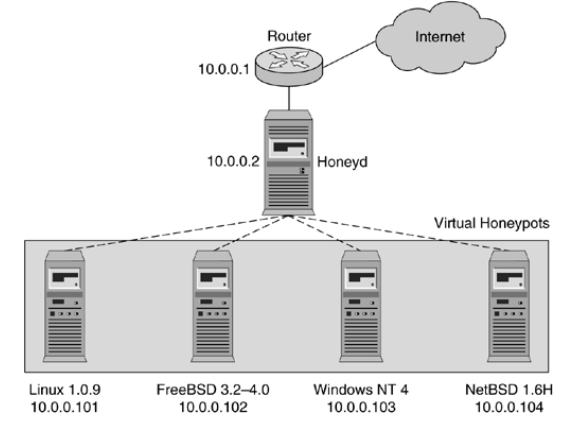 Router
Internet
10.0.0.1
10.0.0.2
Honeyd
Virtual Honeypots
Linux 1.0.9
10.0.0.101
FreeBSD 3.2–4.0
10.0.0.102
Windows NT 4
10.0.0.103
NetBSD 1.6H
10.0.0.104